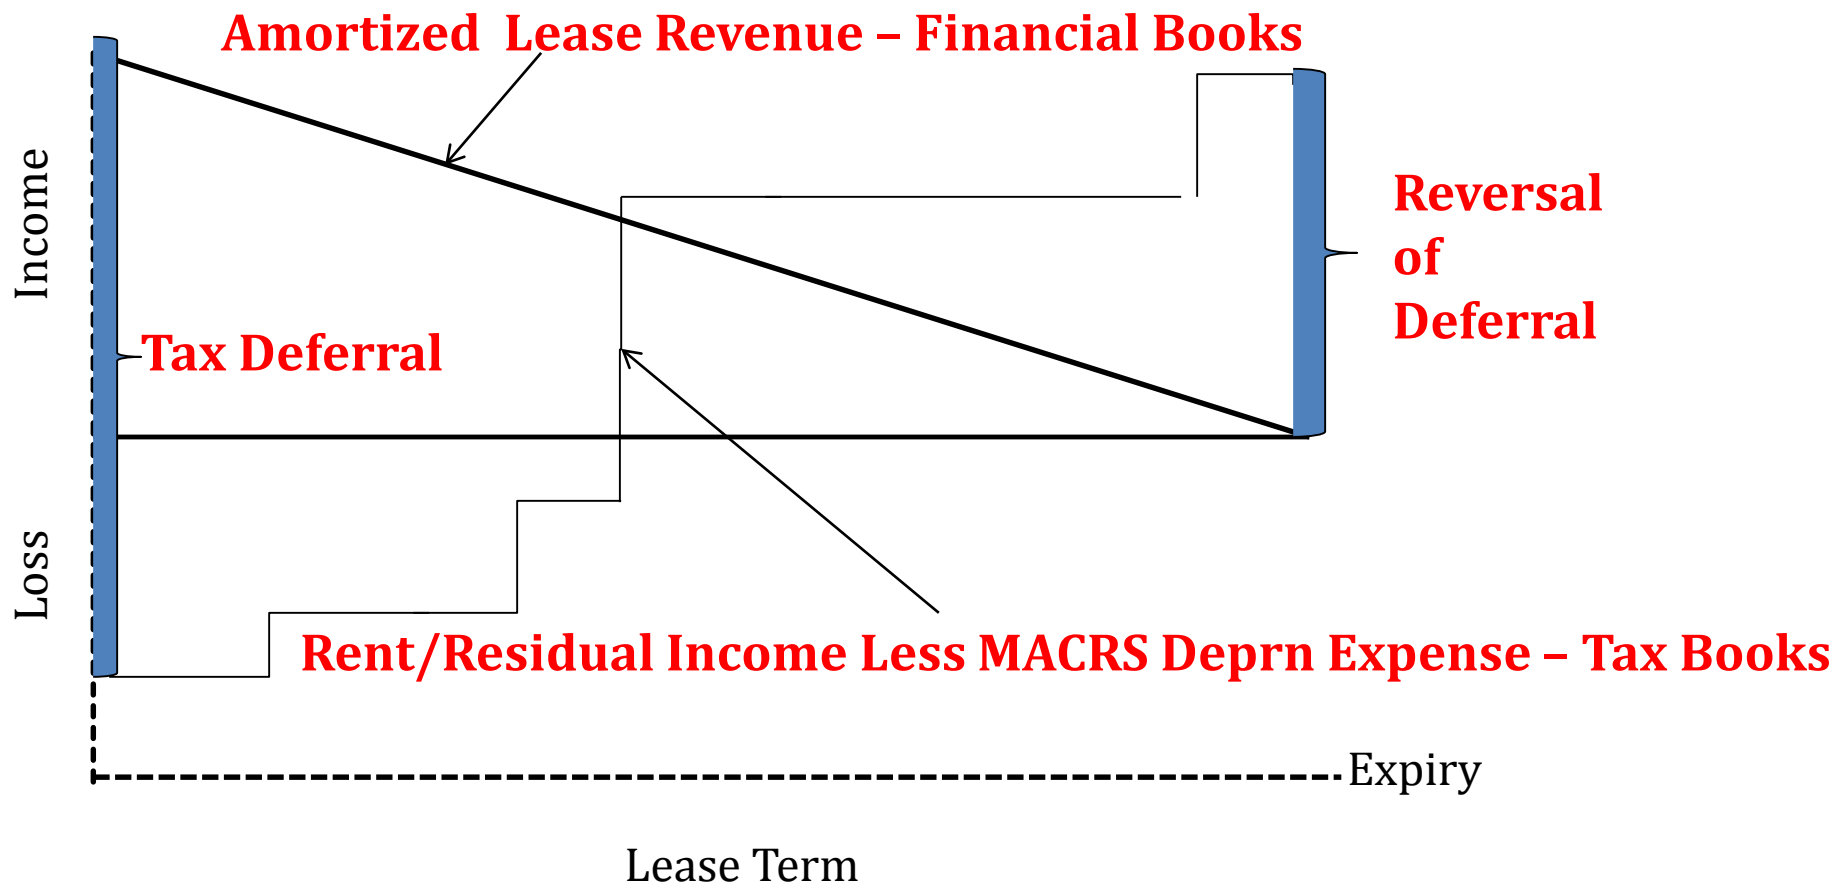 Amortized Lease Revenue – Financial Books
Income
Reversal
of
Deferral
Tax Deferral
Loss
Rent/Residual Income Less MACRS Deprn Expense – Tax Books
Expiry
Lease Term